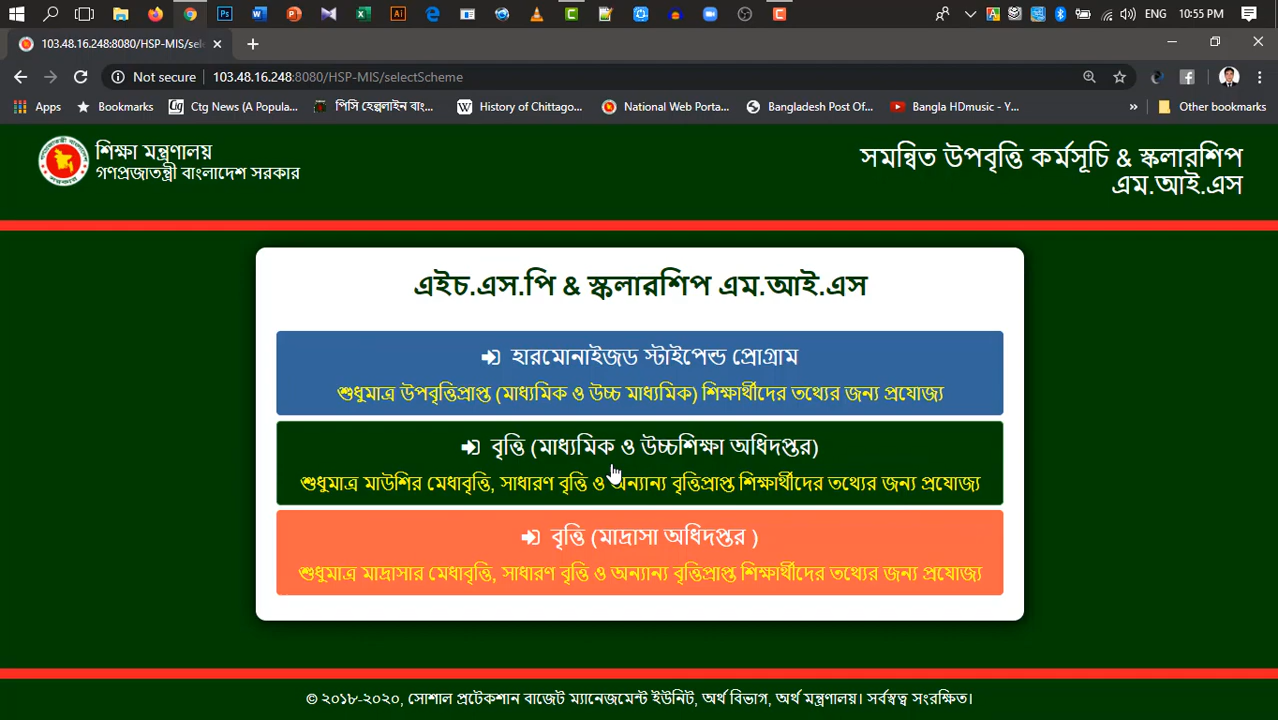 ENG 10:55 PM
103.48.16.248:8080/HSP-MIS/sele
Not secure 103.48.16.248:8080/HSP-MIS/selectScheme
Apps Bookmarks Ctg News (A Popula... পিসি হেল্পলাইন বাং... History of Chittago... National Web Porta... Bangladesh Post Of... Bangla HDmusic - Y... » Other bookmarks
শিক্ষা মন্ত্রণালয়
গণপ্রজাতন্ত্রী বাংলাদেশ সরকার
সমন্বিত উপবৃত্তি কর্মসূচি & স্কলারশিপ
এম.আই.এস
এইচ.এস.পি & স্কলারশিপ এম.আই.এস
হারমোনাইজড স্টাইপেন্ড প্রোগ্রাম
শুধুমাত্র উপবৃত্তিপ্রাপ্ত (মাধ্যমিক ও উচ্চ মাধ্যমিক) শিক্ষার্থীদের তথ্যের জন্য প্রযোজ্য
বৃত্তি (মাধ্যমিক ও উচ্চশিক্ষা অধিদপ্তর)
শুধুমাত্র মাউশির মেধাবৃত্তি, সাধারণ বৃত্তি ও অন্যান্য বৃত্তিপ্রাপ্ত শিক্ষার্থীদের তথ্যের জন্য প্রযোজ্য
বৃত্তি (মাদ্রাসা অধিদপ্তর )
শুধুমাত্র মাদ্রাসার মেধাবৃত্তি, সাধারণ বৃত্তি ও অন্যান্য বৃত্তিপ্রাপ্ত শিক্ষার্থীদের তথ্যের জন্য প্রযোজ্য
© ২০১৮-২০২০, সোশাল প্রটেকশান বাজেট ম্যানেজমেন্ট ইউনিট, অর্থ বিভাগ, অর্থ মন্ত্রণালয়। সর্বস্বত্ব সংরক্ষিত।